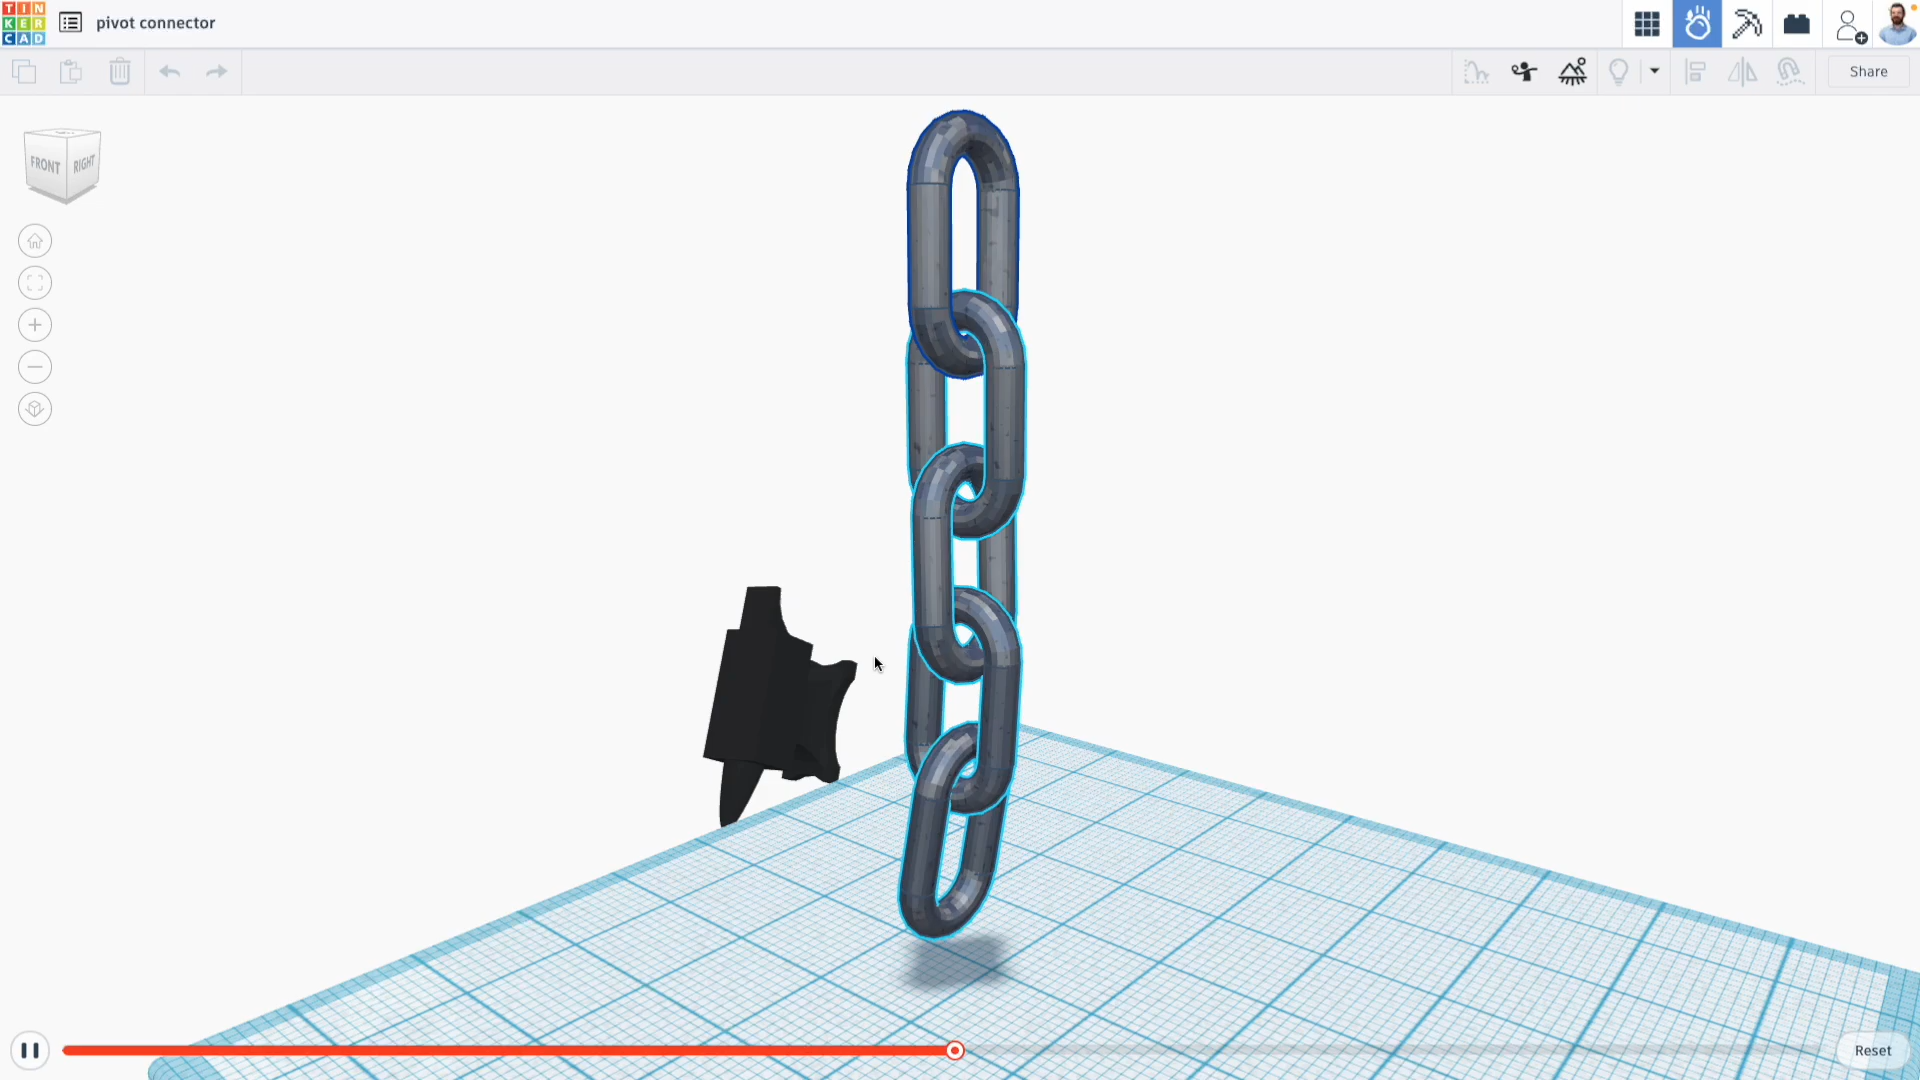 TIN
KER
CAD
pivot connector
Share
FRONT
RIGHT
Reset